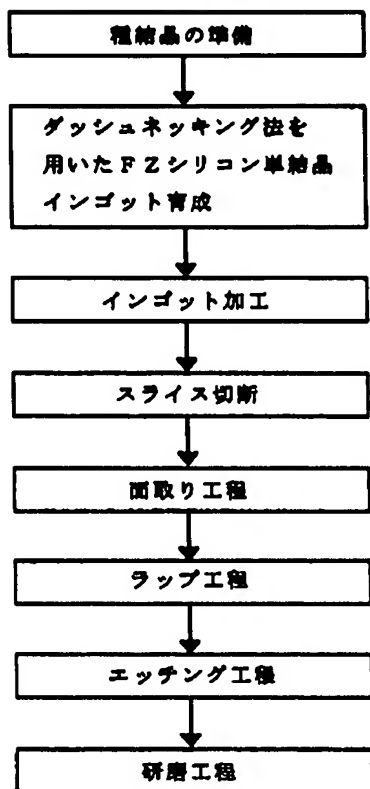 種結晶の準備
ダッシュネッキング法を
用いたＦＺシリコン単結晶
インゴット育成
インゴット加工
スライス切断
面取り工程
ラップ工程
エッチング工程
研磨工程